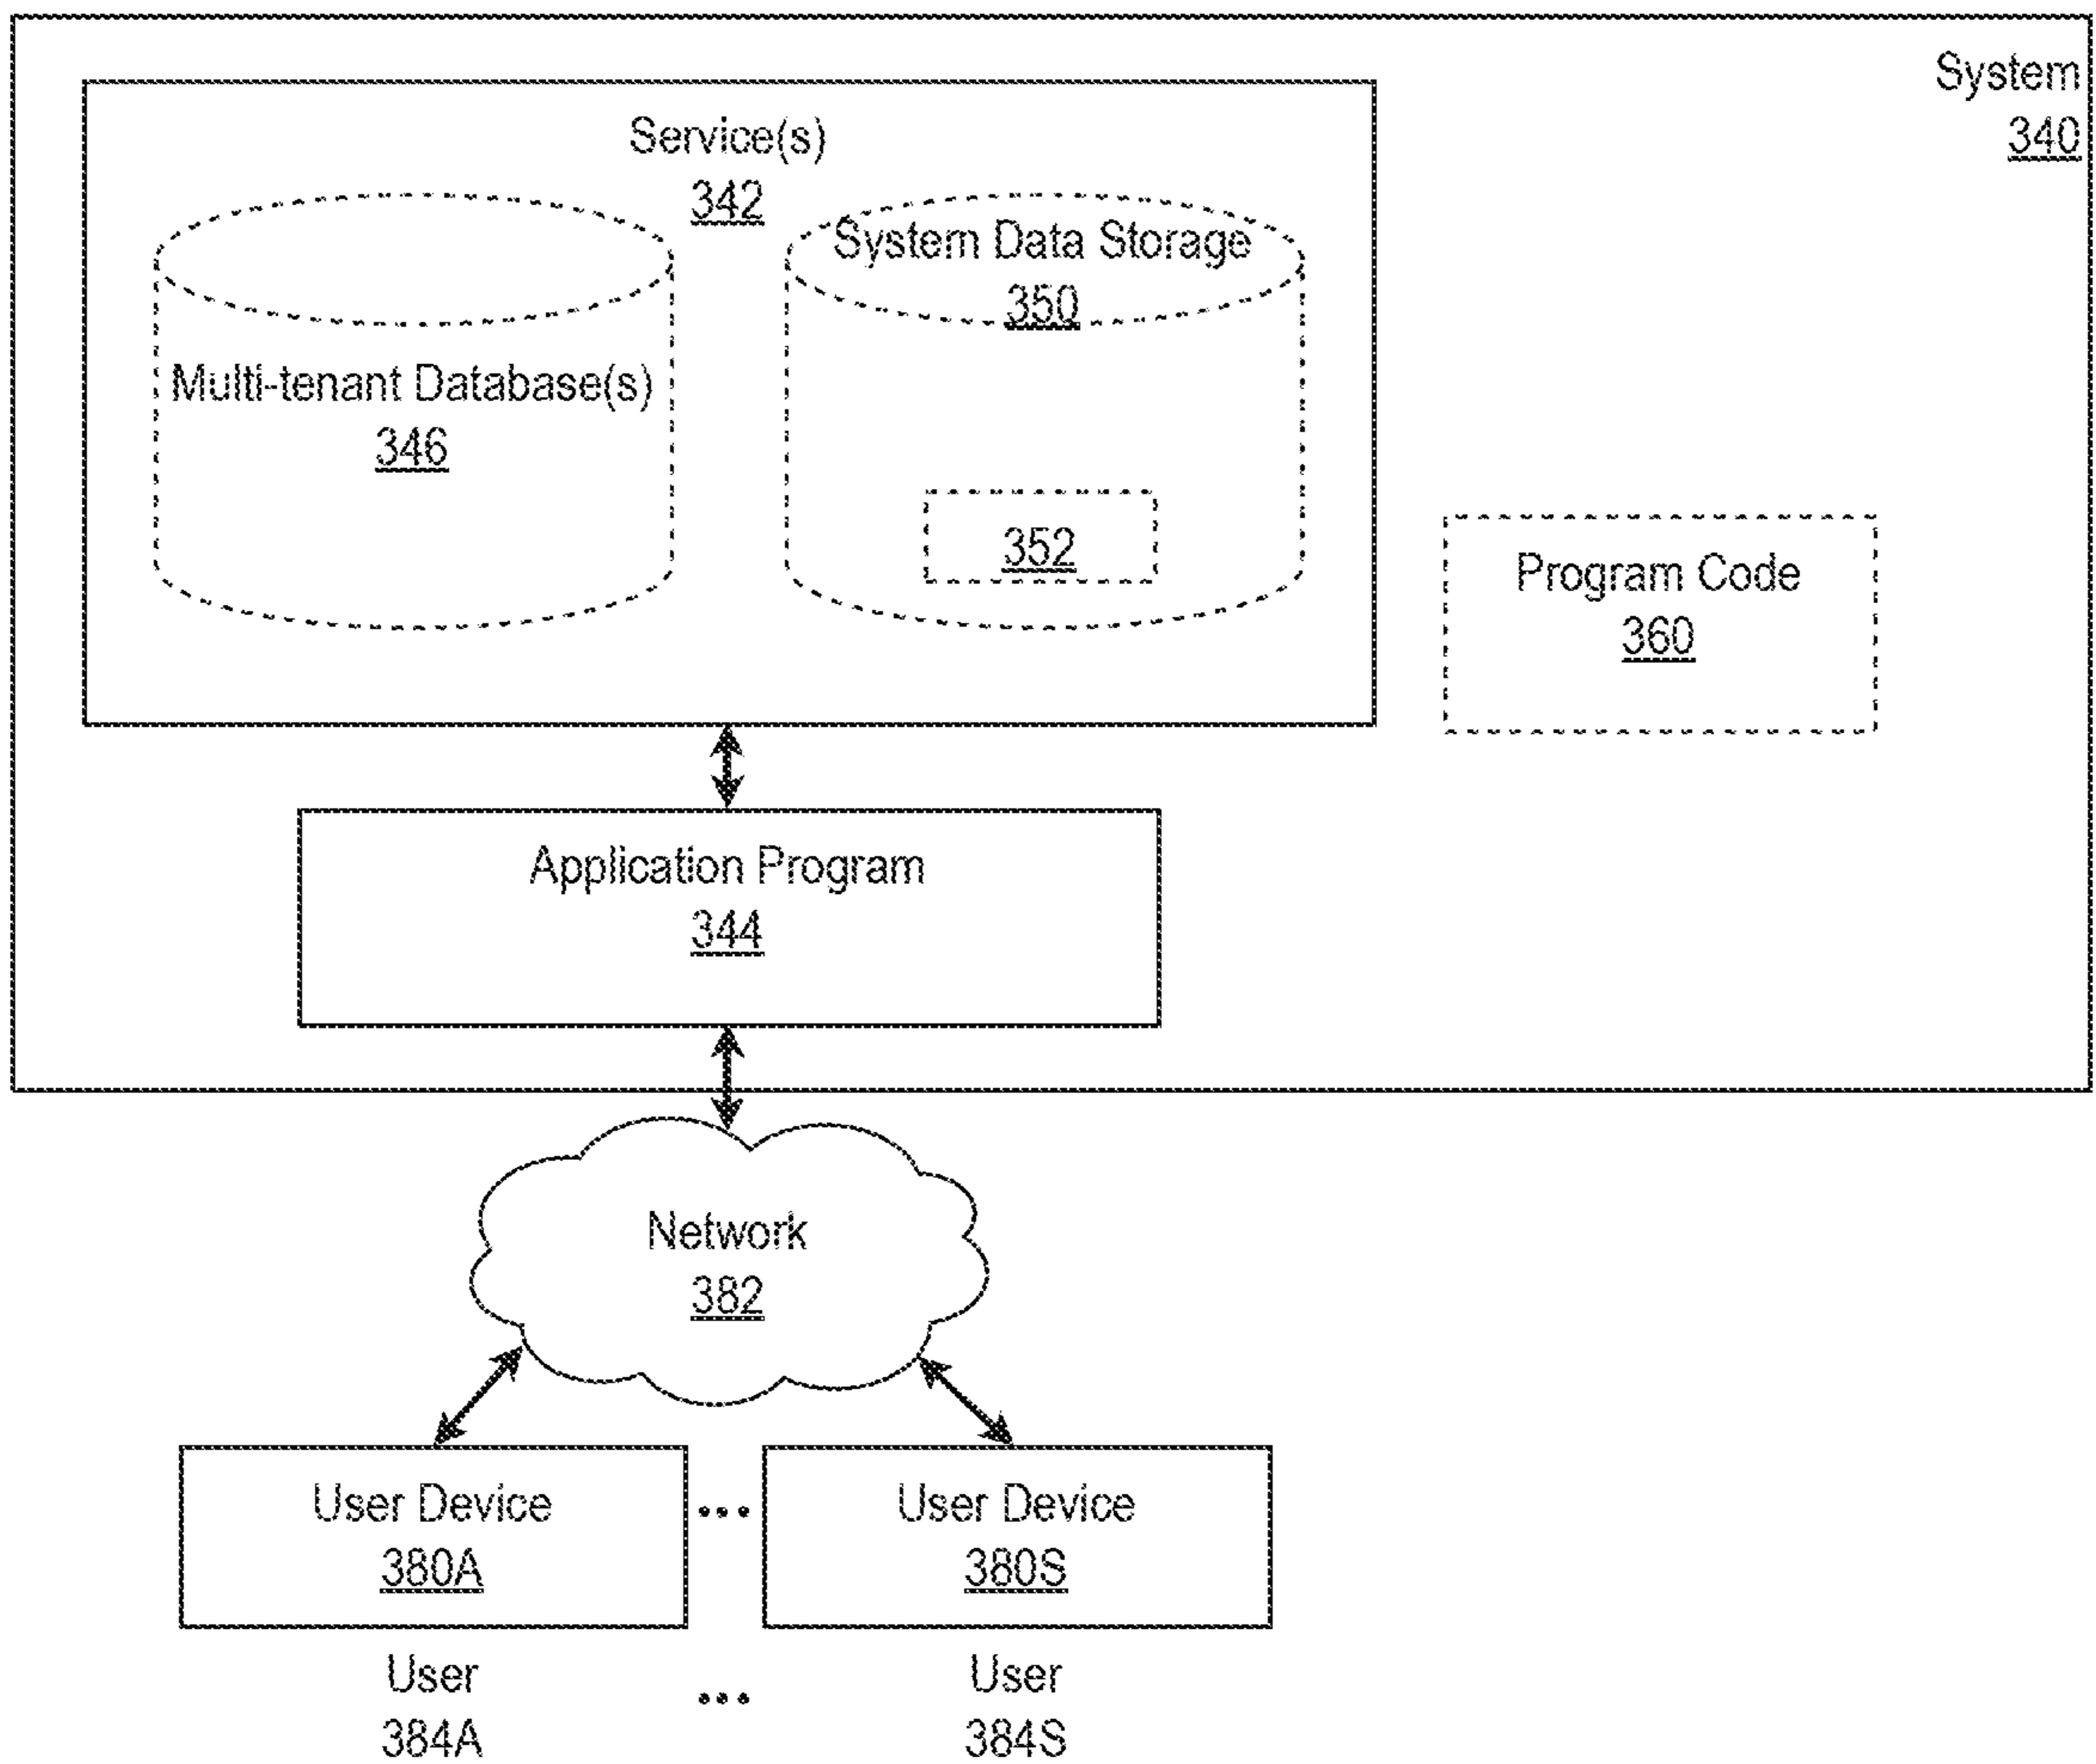 System
340
Service(s)
342
Multi-tenant Database(s)
346
System Data Storage
350
352
Program Code
360
Application Program
344
Network
382
User Device
380A
...
User Device
380S
User
384A
...
User
384S